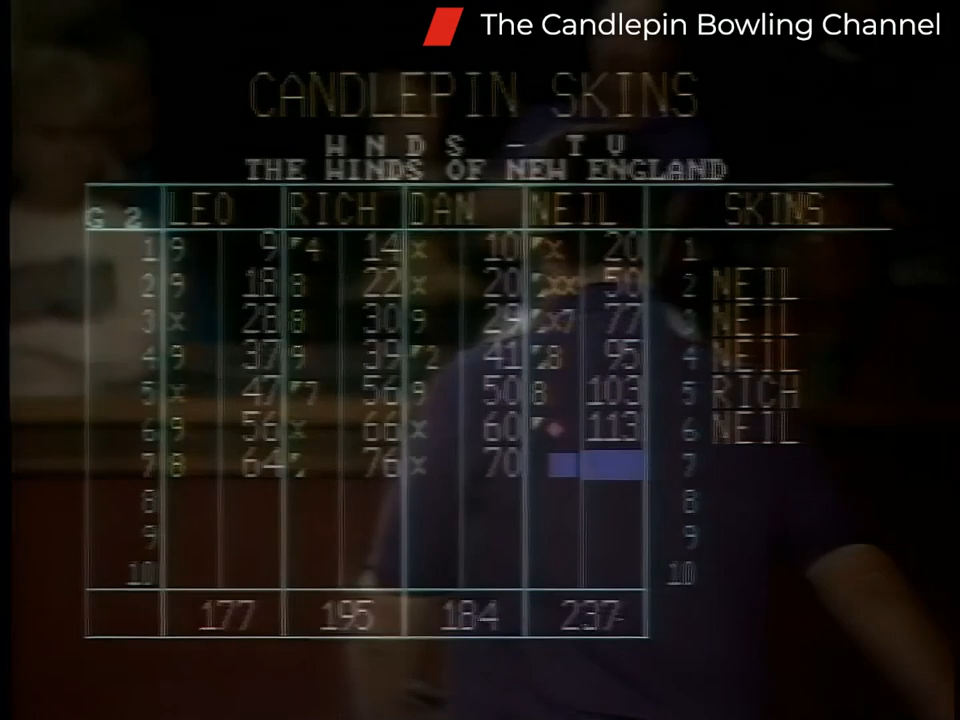 The Candlepin Bowling Channel
CANDLEPIN SKINS
W N D S - T V
THE WINDS OF NEW ENGLAND
G 2 LEO RICH DAN NEIL SKINS
1 9 9 4 14 x 10 x 20 1
2 9 18 8 22 x 20 xx 50 2 NEIL
3 x 28 8 30 9 29 x7 77 3 NEIL
4 9 37 9 39 2 41 8 95 4 NEIL
5 x 47 7 56 9 50 8 103 5 RICH
6 9 56 x 66 x 60 113 6 NEIL
7 8 64 76 x 70 7
8 8
9 9
10 10
177 195 184 237